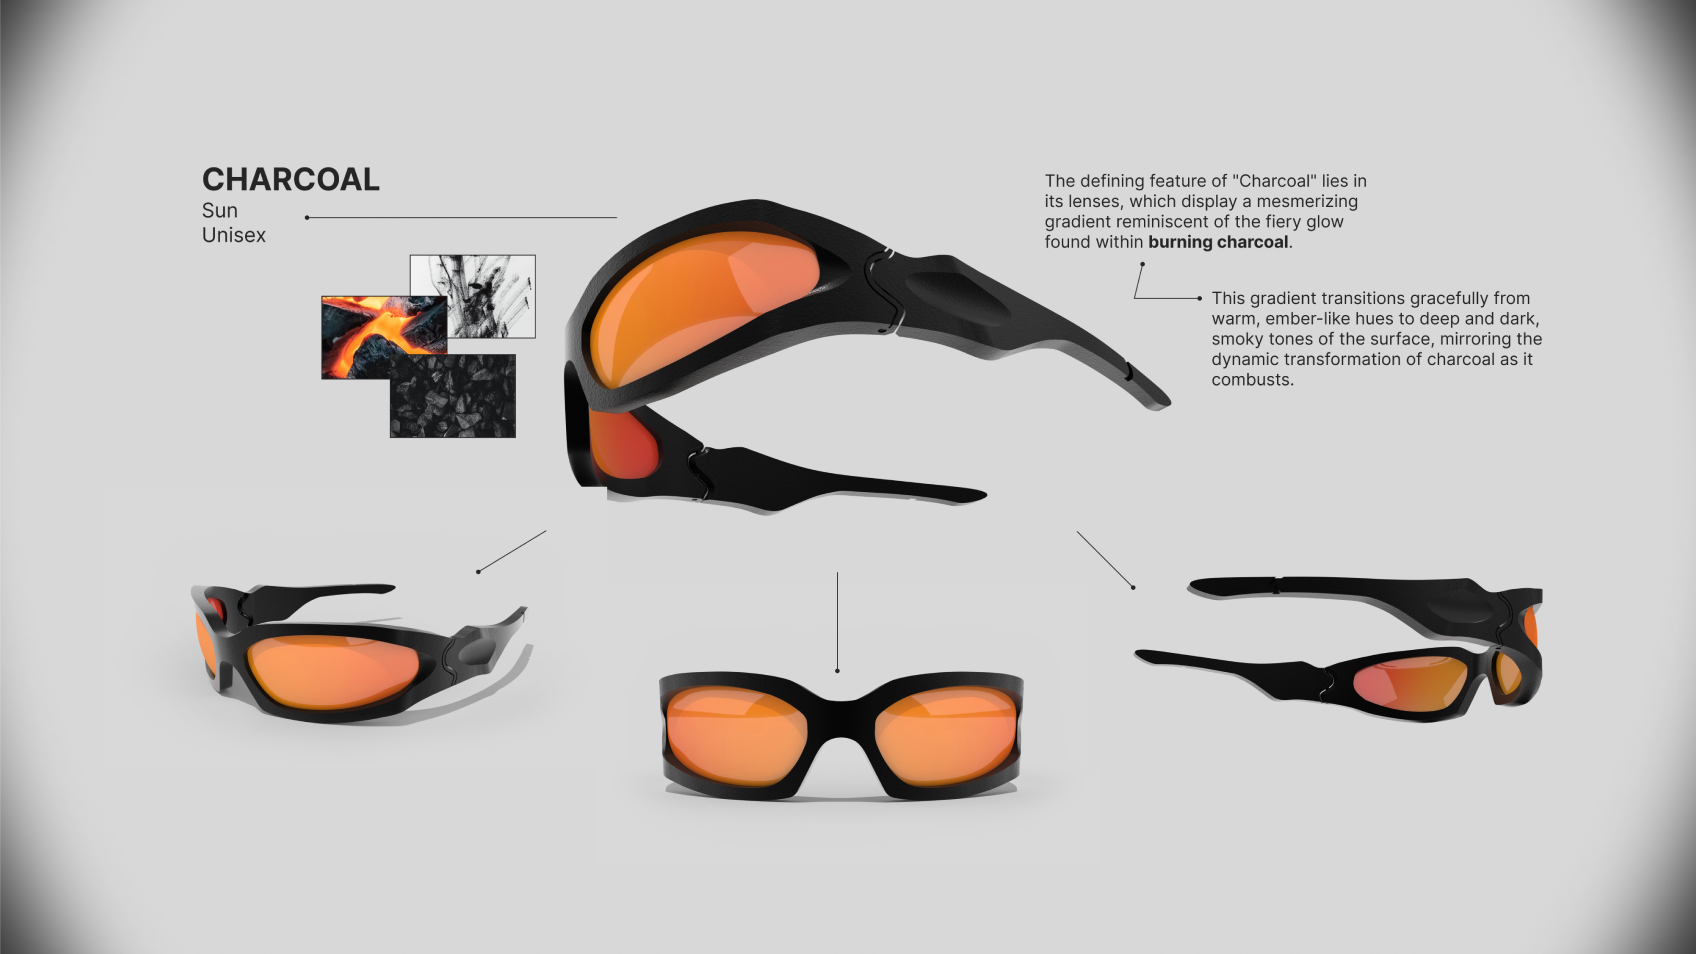 CHARCOAL
Sun
Unisex
The defining feature of "Charcoal" lies in
its lenses, which display a mesmerizing
gradient reminiscent of the fiery glow
found within burning charcoal.
This gradient transitions gracefully from
warm, ember-like hues to deep and dark,
smoky tones of the surface, mirroring the
dynamic transformation of charcoal as it
combusts.